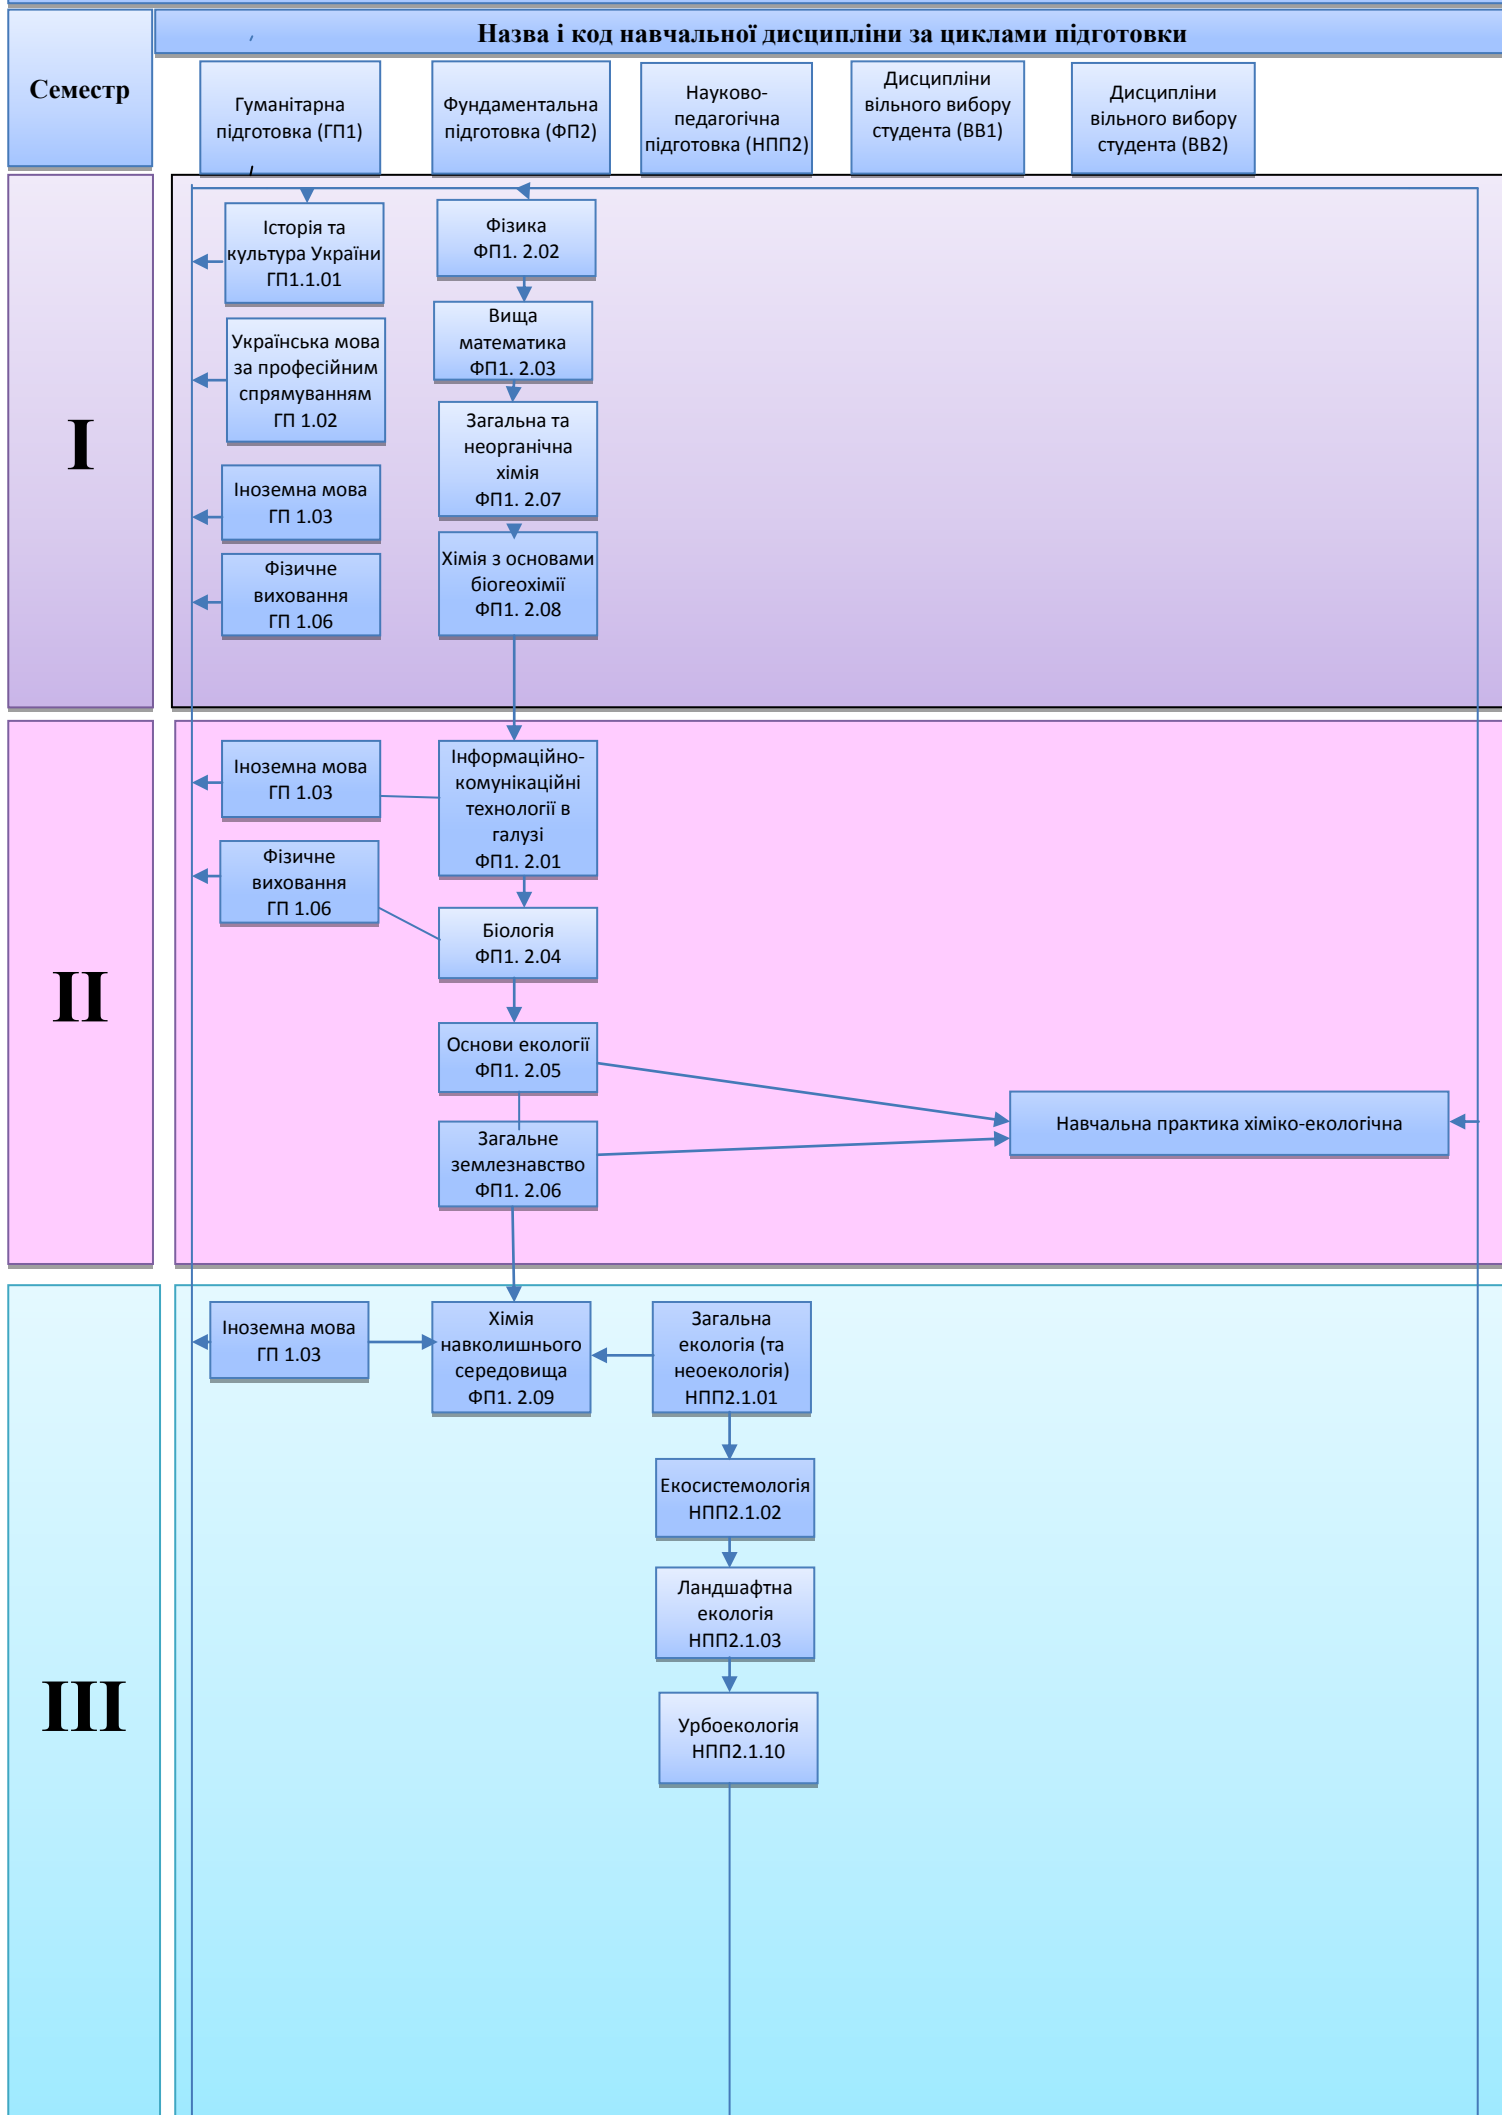 Назва і код навчальної дисципліни за циклами підготовки
Семестр
Гуманітарна
підготовка (ГП1)
Фундаментальна
підготовка (ФП2)
Науково-
педагогічна
підготовка (НПП2)
Дисципліни
вільного вибору
студента (ВВ1)
Дисципліни
вільного вибору
студента (ВВ2)
I
Історія та
культура України
ГП1.1.01
Українська мова
за професійним
спрямуванням
ГП 1.02
Іноземна мова
ГП 1.03
Фізичне
виховання
ГП 1.06
Фізика
ФП1. 2.02
Вища
математика
ФП1. 2.03
Загальна та
неорганічна
хімія
ФП1. 2.07
Хімія з основами
біогеохімії
ФП1. 2.08
II
Іноземна мова
ГП 1.03
Фізичне
виховання
ГП 1.06
Інформаційно-
комунікаційні
технології в
галузі
ФП1. 2.01
Біологія
ФП1. 2.04
Основи екології
ФП1. 2.05
Загальне
землезнавство
ФП1. 2.06
Навчальна практика хіміко-екологічна
III
Іноземна мова
ГП 1.03
Хімія
навколишнього
середовища
ФП1. 2.09
Загальна
екологія (та
неоекологія)
НПП2.1.01
Екосистемологія
НПП2.1.02
Ландшафтна
екологія
НПП2.1.03
Урбоекологія
НПП2.1.10